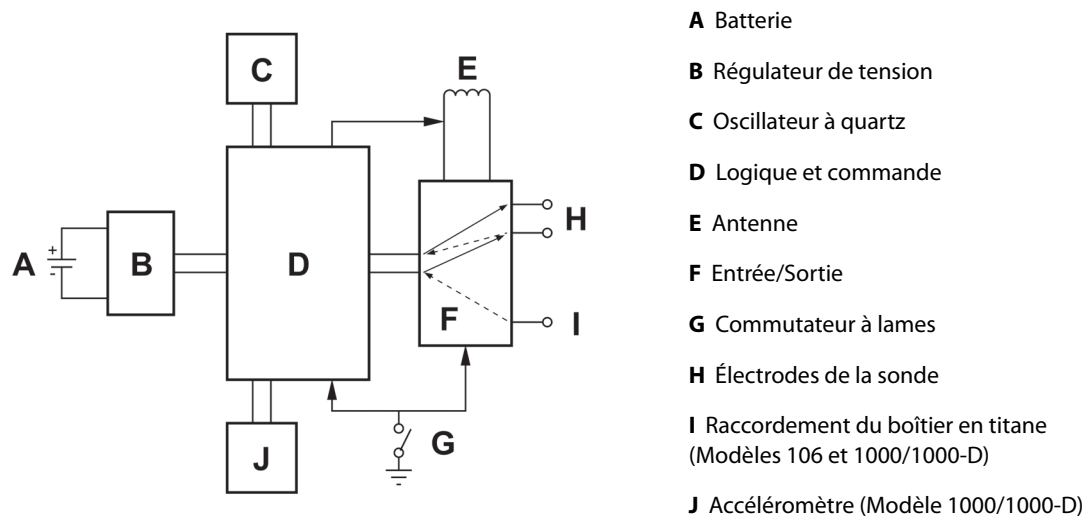 C
E
H
A
+
-
B
D
F
I
G
J
A Batterie
B Régulateur de tension
C Oscillateur à quartz
D Logique et commande
E Antenne
F Entrée/Sortie
G Commutateur à lames
H Électrodes de la sonde
I Raccordement du boîtier en titane
(Modèles 106 et 1000/1000-D)
J Accéléromètre (Modèle 1000/1000-D)